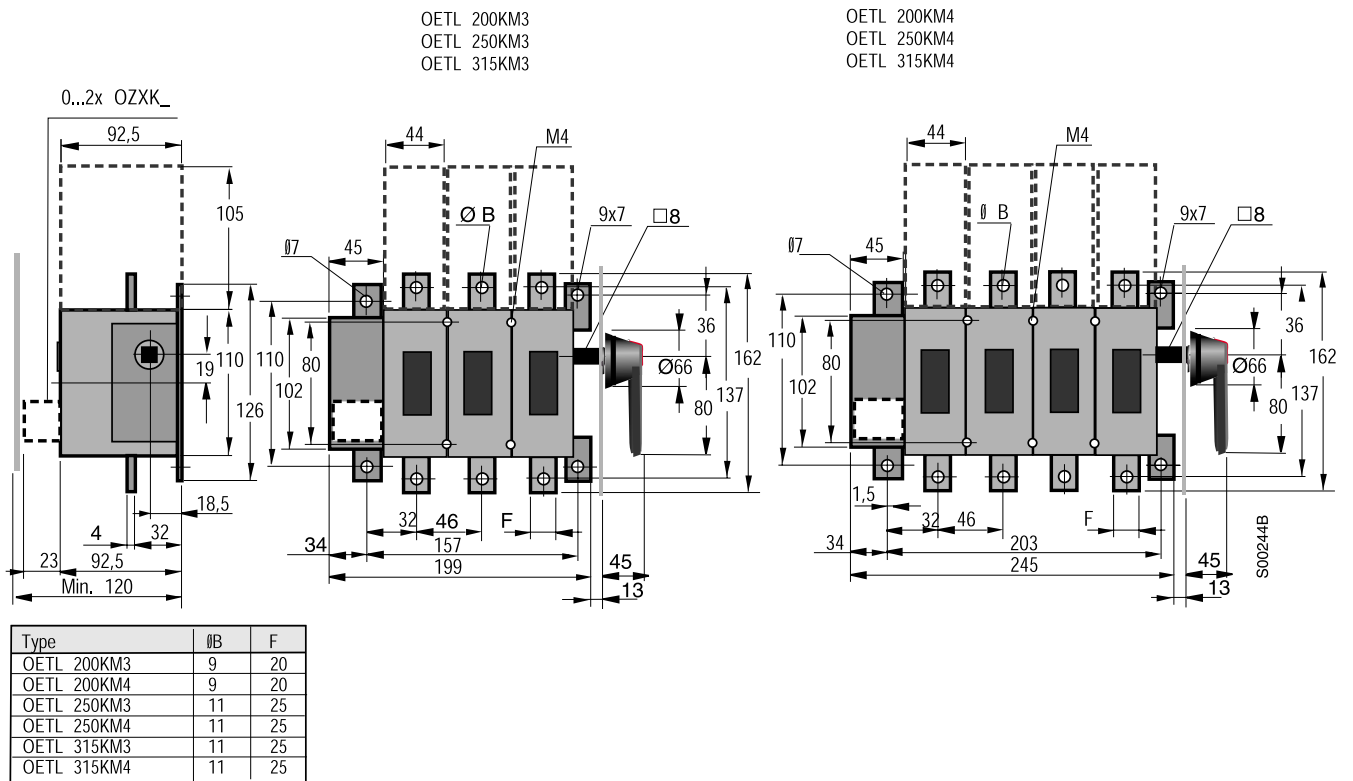 OETL 200KM3
OETL 250KM3
OETL 315KM3
OETL 200KM4
OETL 250KM4
OETL 315KM4
0...2x OZXK_
92,5
105
19
110
126
18,5
4
32
23
92,5
Min. 120
44
M4
Ø B
9x7
□8
Ø7
45
110
102
80
36
162
137
Ø66
80
32
46
F
34
157
199
45
13
44
M4
Ø B
9x7
□8
Ø7
45
110
102
80
36
162
137
Ø66
80
1,5
32
46
F
34
203
245
45
13
S00244B
Type ØB F
OETL 200KM3 9 20
OETL 200KM4 9 20
OETL 250KM3 11 25
OETL 250KM4 11 25
OETL 315KM3 11 25
OETL 315KM4 11 25